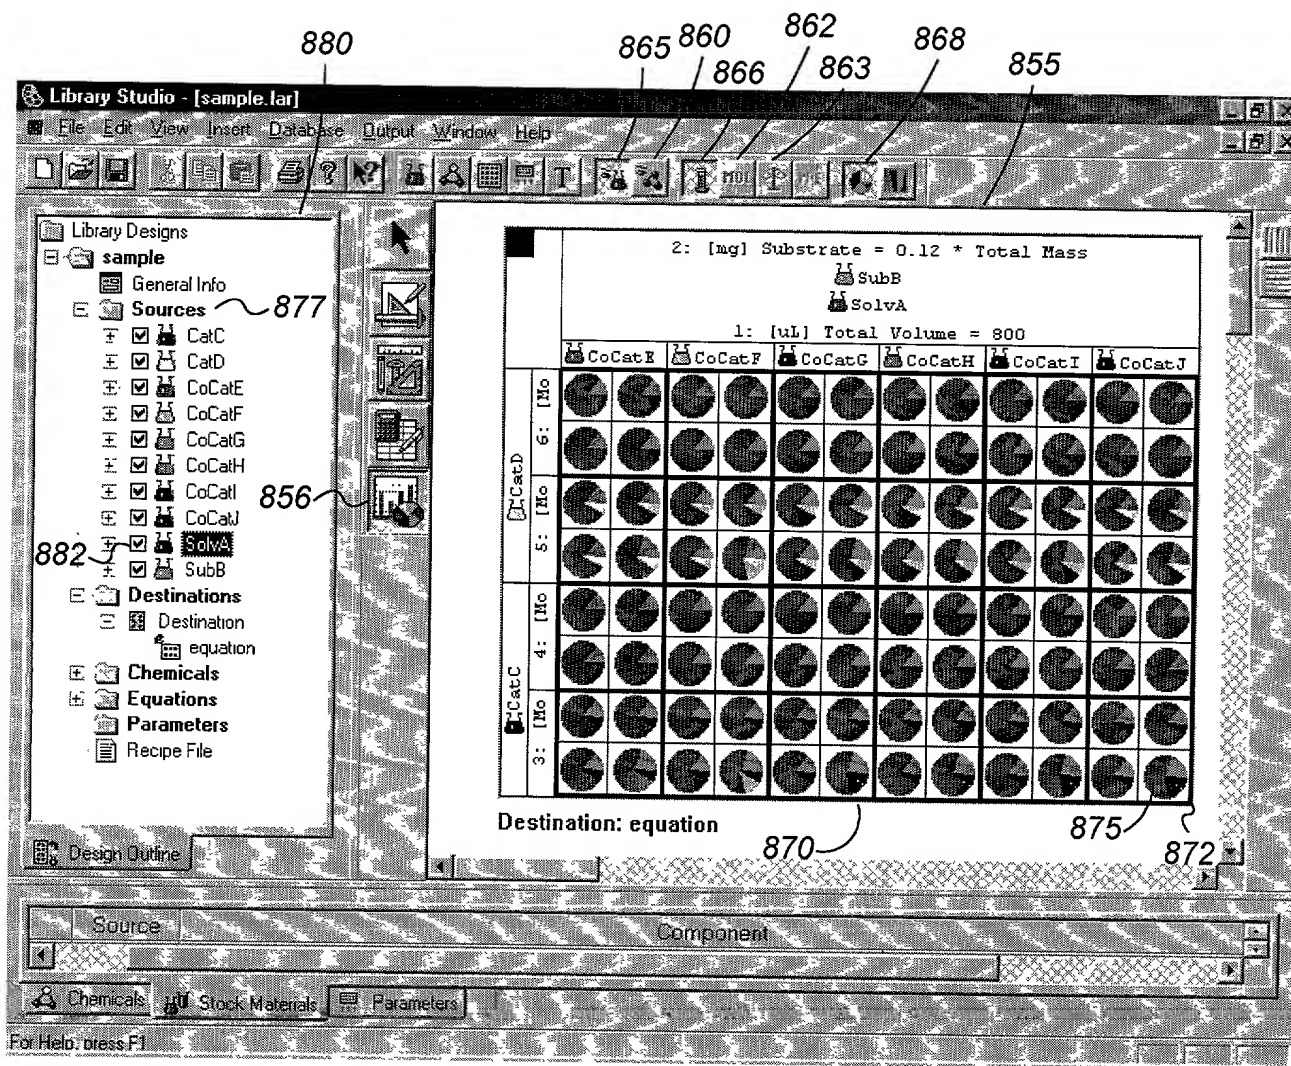 880
865 860 862 868
866 863 855
Library Studio - [sample.lar]
File Edit View Insert Database Output Window Help
T MOL
Library Designs
sample
General Info
Sources 877
CatC
CatD
CoCatE
CoCatF
CoCatG
CoCatH
CoCatI
CoCatJ
SolvA
SubB
Destinations
Destination
equation
Chemicals
Equations
Parameters
Recipe File
Design Outline
856
882
2: [mg] Substrate = 0.12 * Total Mass
SubB
SolvA
1: [uL] Total Volume = 800
CoCatE CoCatF CoCatG CoCatH CoCatI CoCatJ
CatD
6: [Mo
5: [Mo
CatC
4: [Mo
3: [Mo
Destination: equation
870 875 872
Source Component
Chemicals Stock Materials Parameters
For Help, press F1